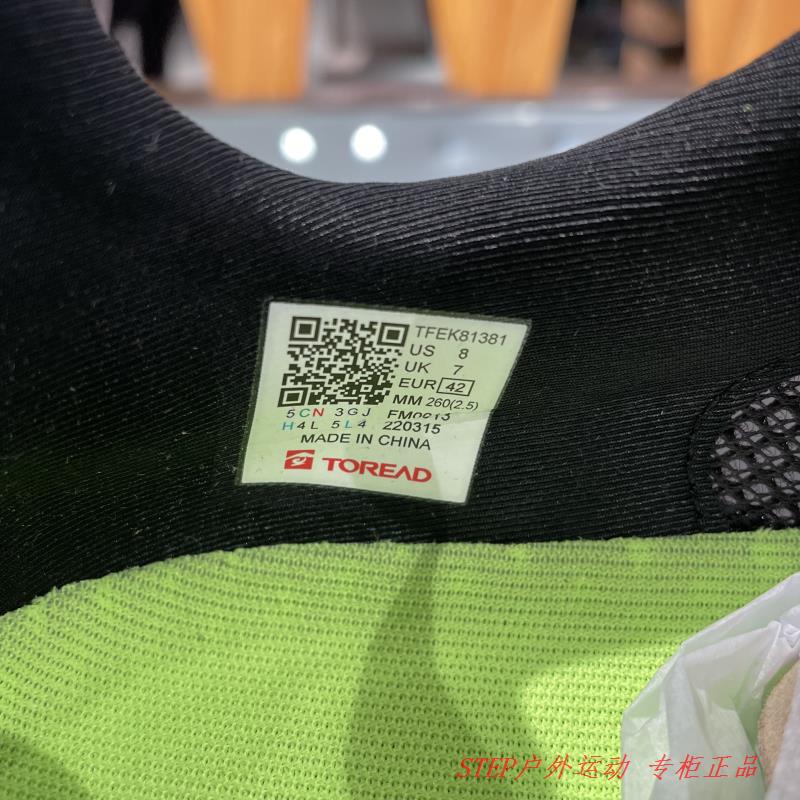 TFEK81381
US 8
UK 7
EUR 42
MM 260(2.5)
5CN 3GJ
H4L 5L4 220315
MADE IN CHINA
TOREAD
STEP户外运动 专柜正品